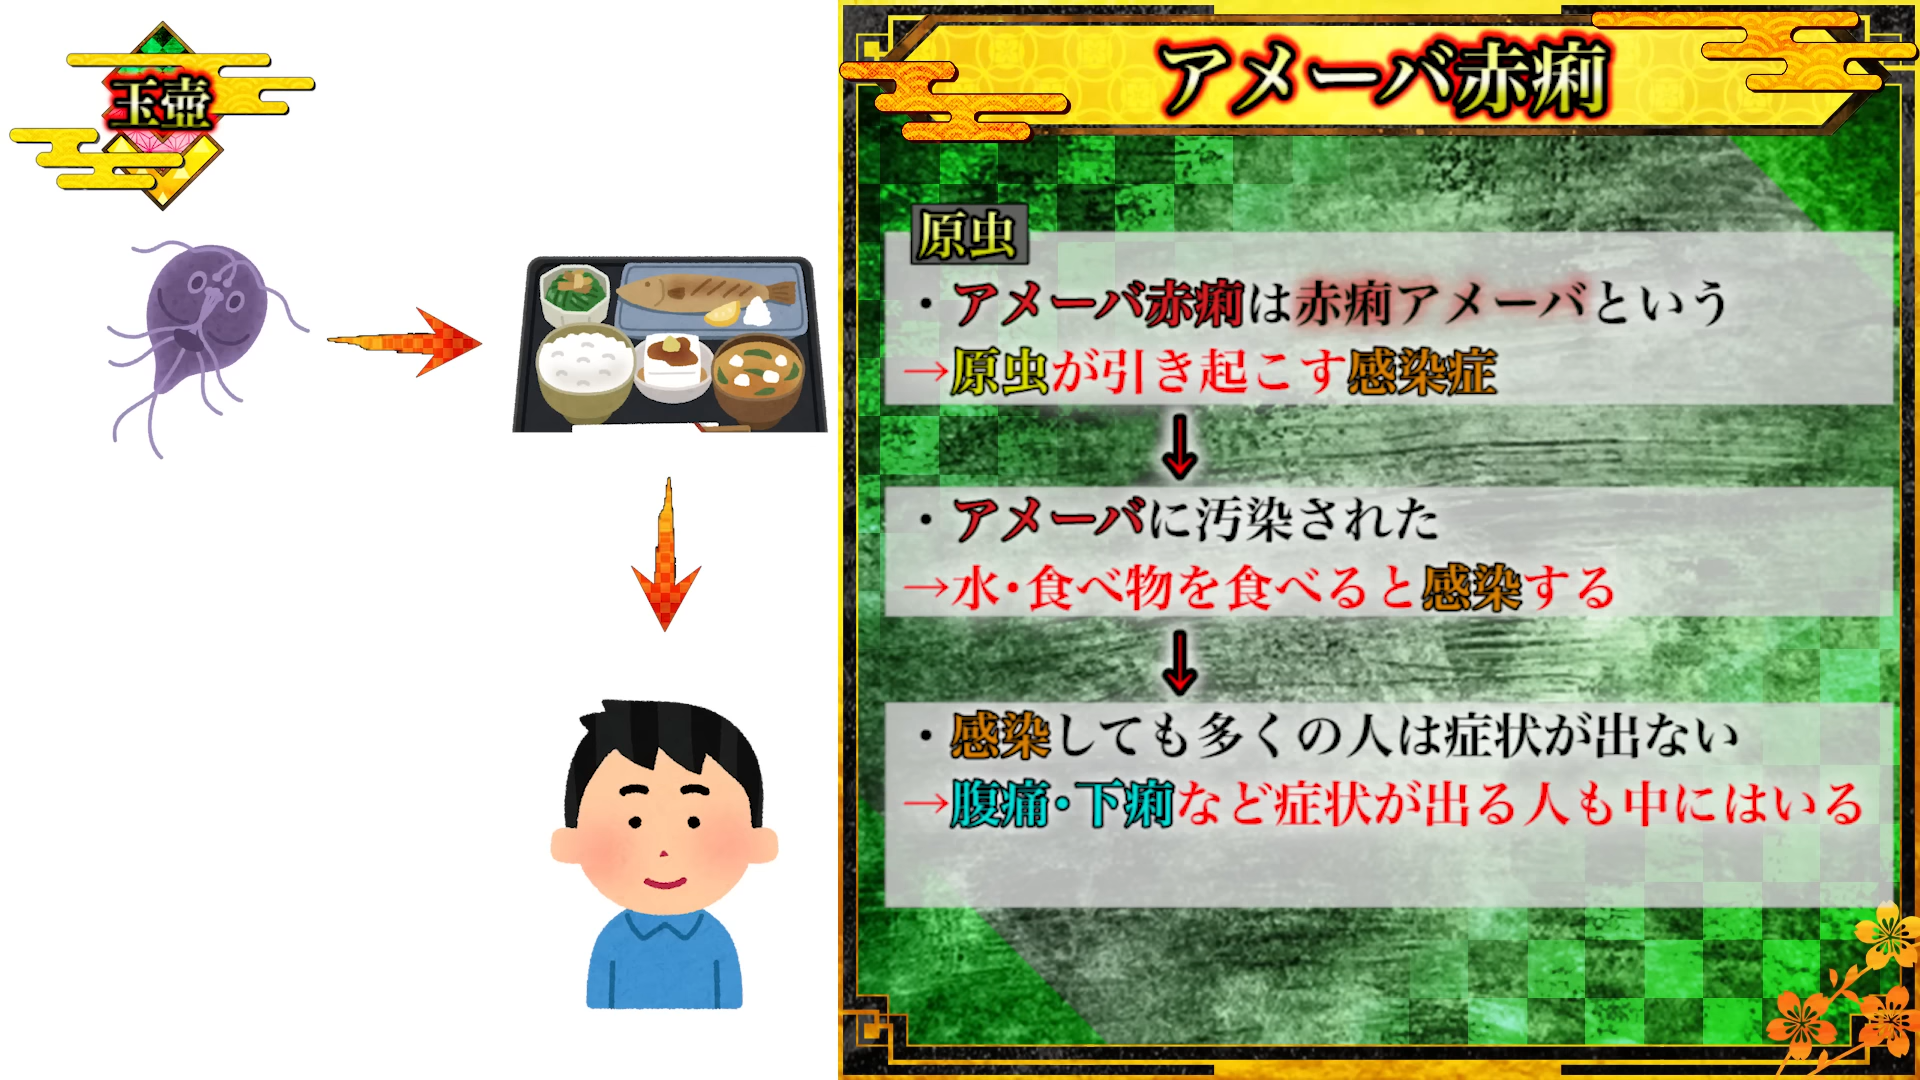 玉壺
アメーバ赤痢
原虫
・アメーバ赤痢は赤痢アメーバという
→原虫が引き起こす感染症
↓
・アメーバに汚染された
→水・食べ物を食べると感染する
↓
・感染しても多くの人は症状が出ない
→腹痛・下痢など症状が出る人も中にはいる